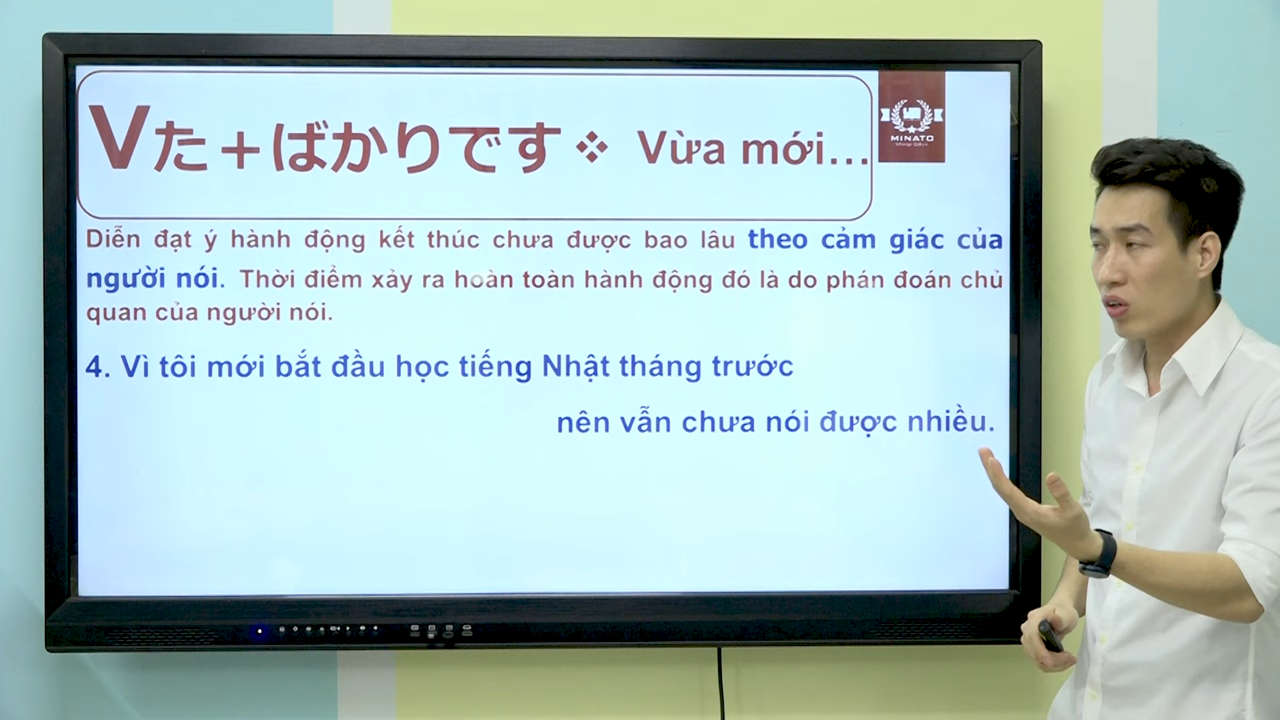 Vた+ばかりです❖ Vừa mới...
MINATO
Diễn đạt ý hành động kết thúc chưa được bao lâu theo cảm giác của
người nói. Thời điểm xảy ra hoàn toàn hành động đó là do phán đoán chủ
quan của người nói.
4. Vì tôi mới bắt đầu học tiếng Nhật tháng trước
nên vẫn chưa nói được nhiều.